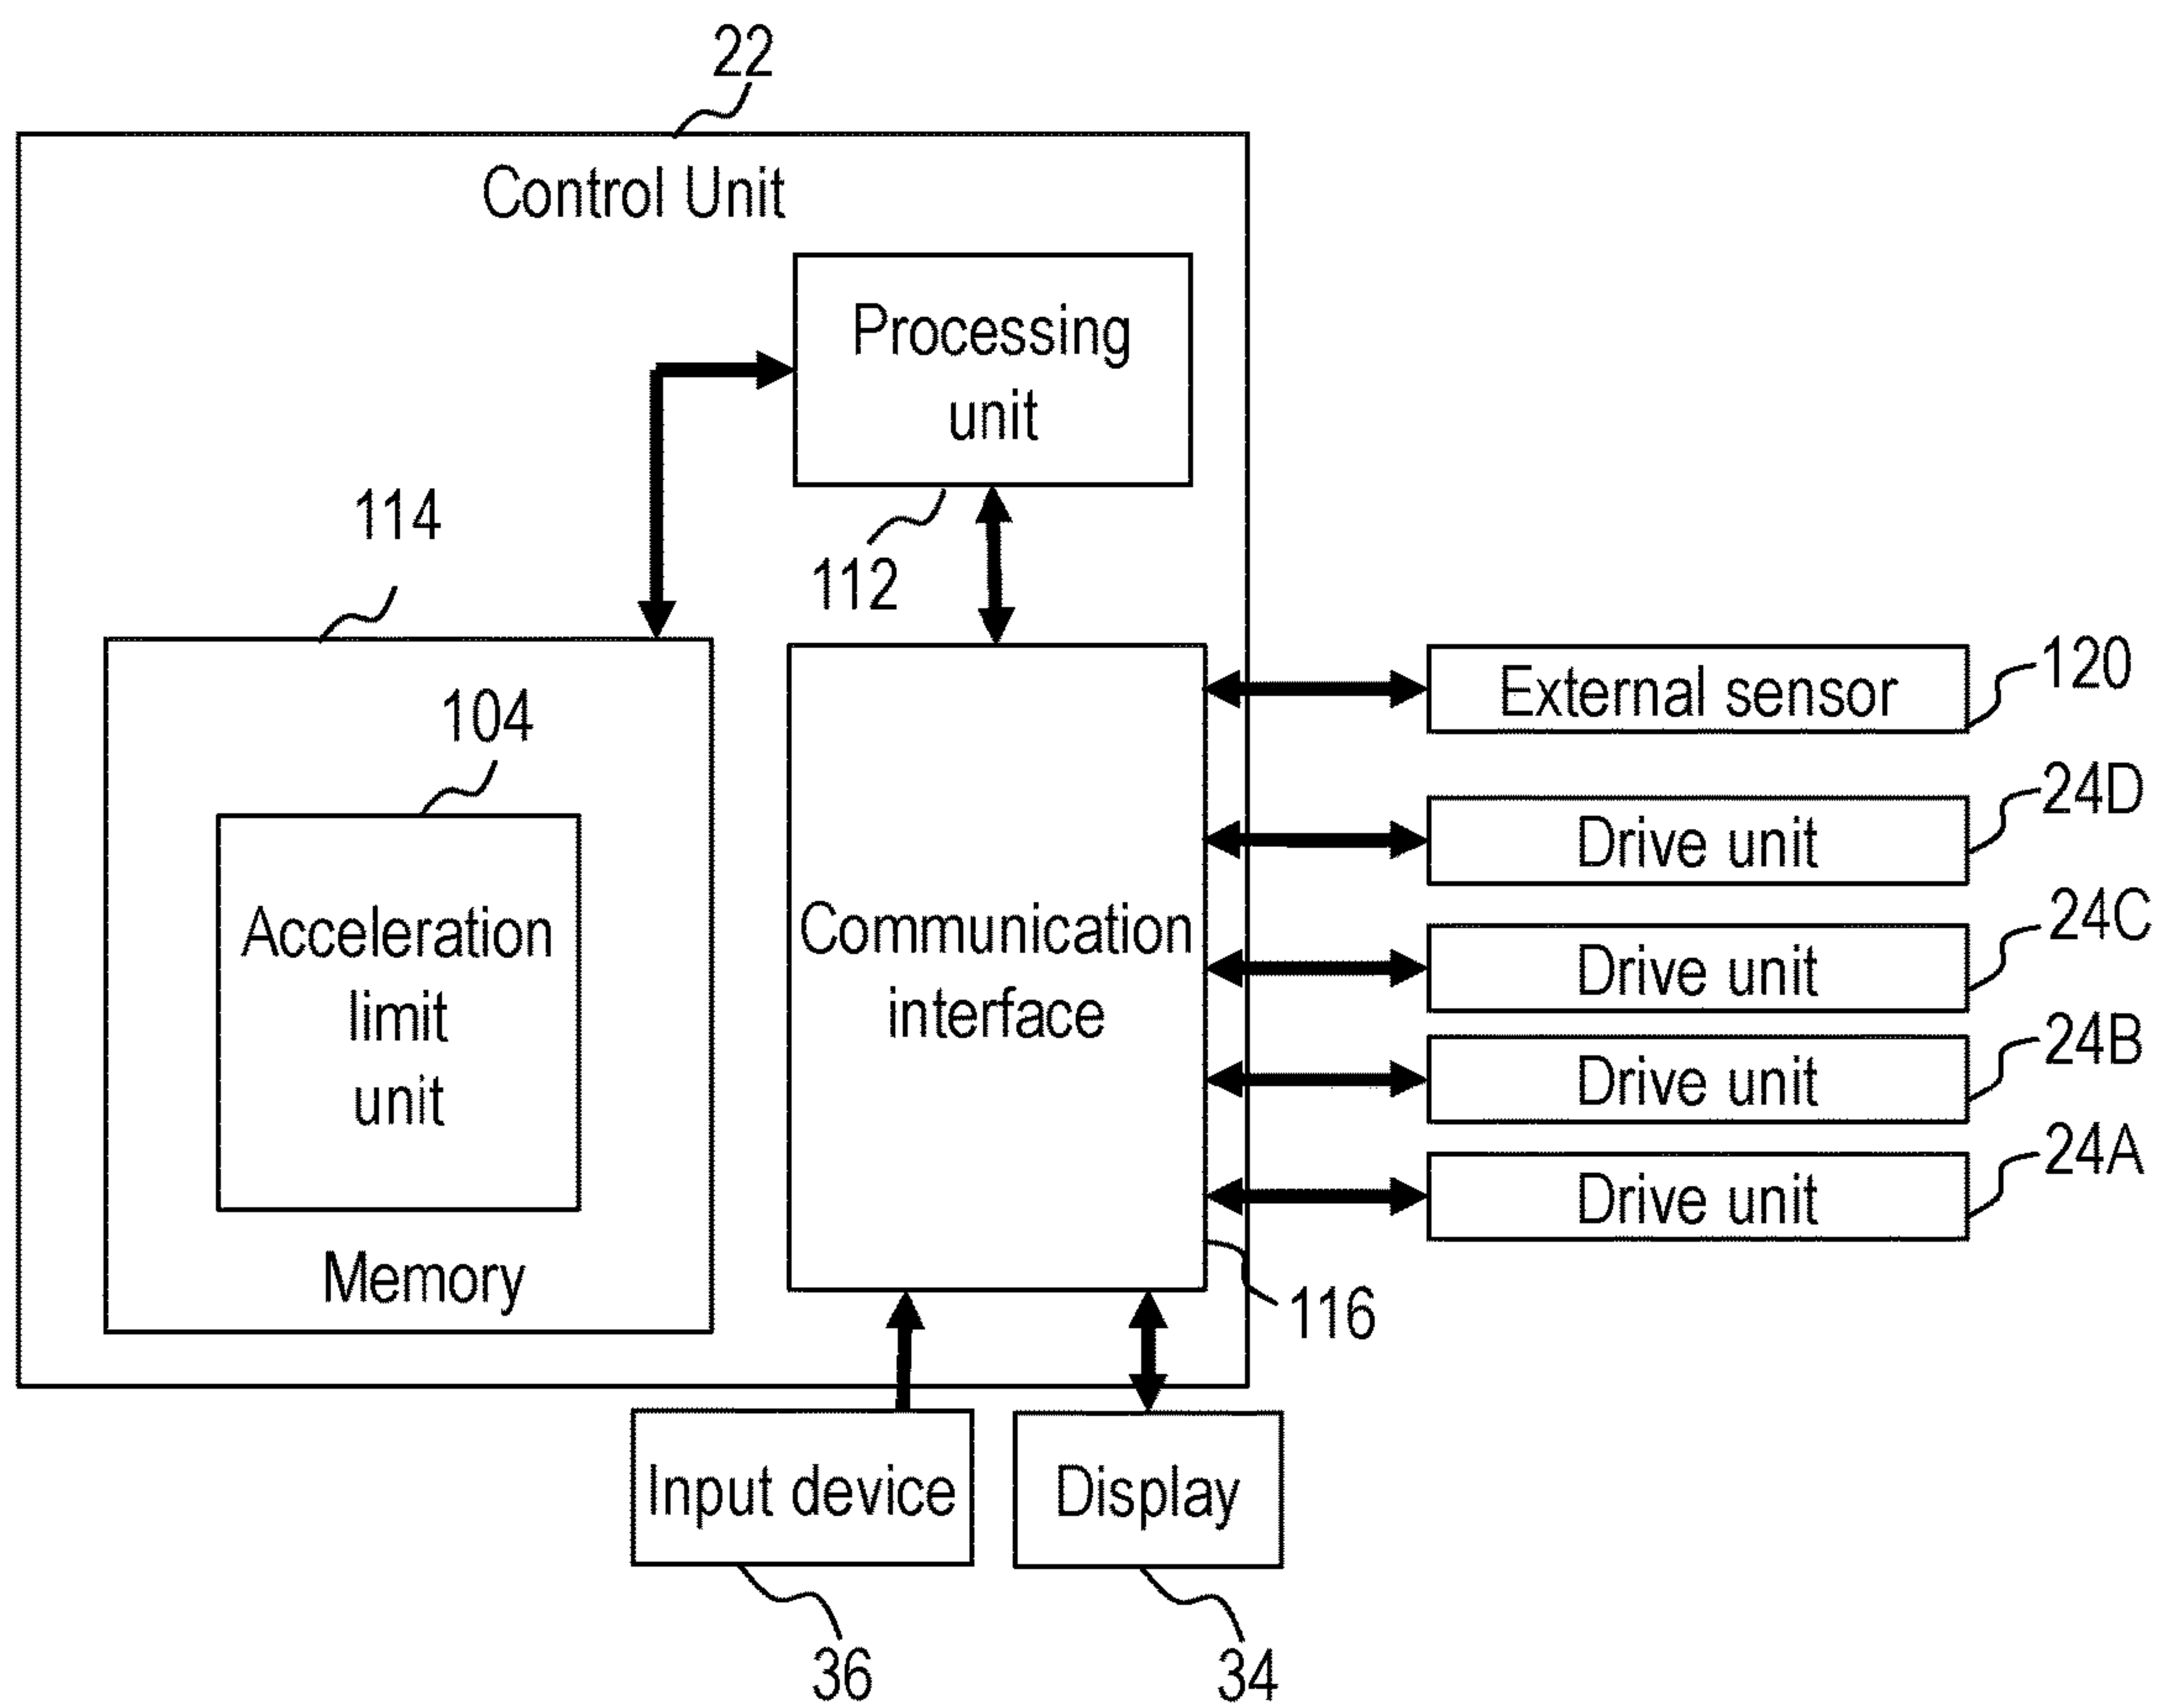 22
Control Unit
Processing
unit
114
112
104
Acceleration
limit
unit
Memory
Communication
interface
External sensor
120
Drive unit
24D
Drive unit
24C
Drive unit
24B
Drive unit
24A
116
Input device
Display
36
34